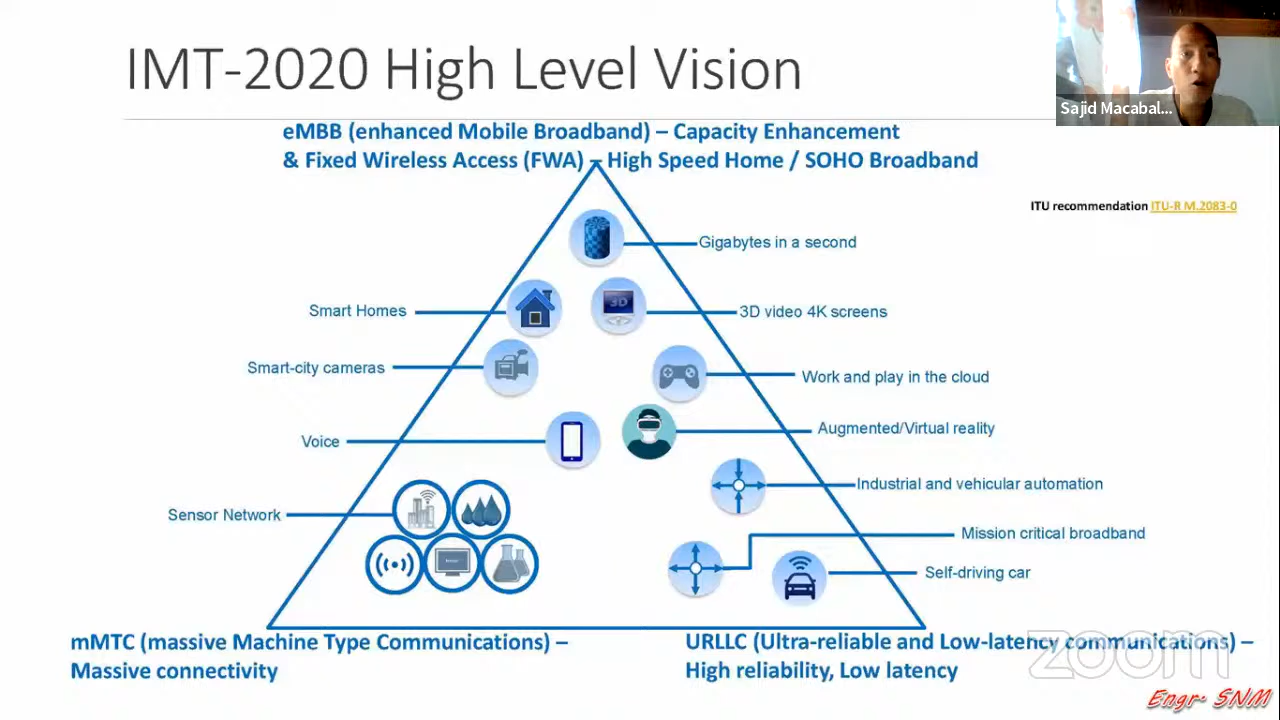 IMT-2020 High Level Vision
Sajid Macabal...
eMBB (enhanced Mobile Broadband) – Capacity Enhancement
& Fixed Wireless Access (FWA) – High Speed Home / SOHO Broadband
ITU recommendation ITU-R M.2083-0
Gigabytes in a second
Smart Homes
3D
3D video 4K screens
Smart-city cameras
Work and play in the cloud
Voice
Augmented/Virtual reality
Industrial and vehicular automation
Sensor Network
Mission critical broadband
Self-driving car
mMTC (massive Machine Type Communications) –
Massive connectivity
URLLC (Ultra-reliable and Low-latency communications) –
High reliability, Low latency
zoom
Engr. SNM